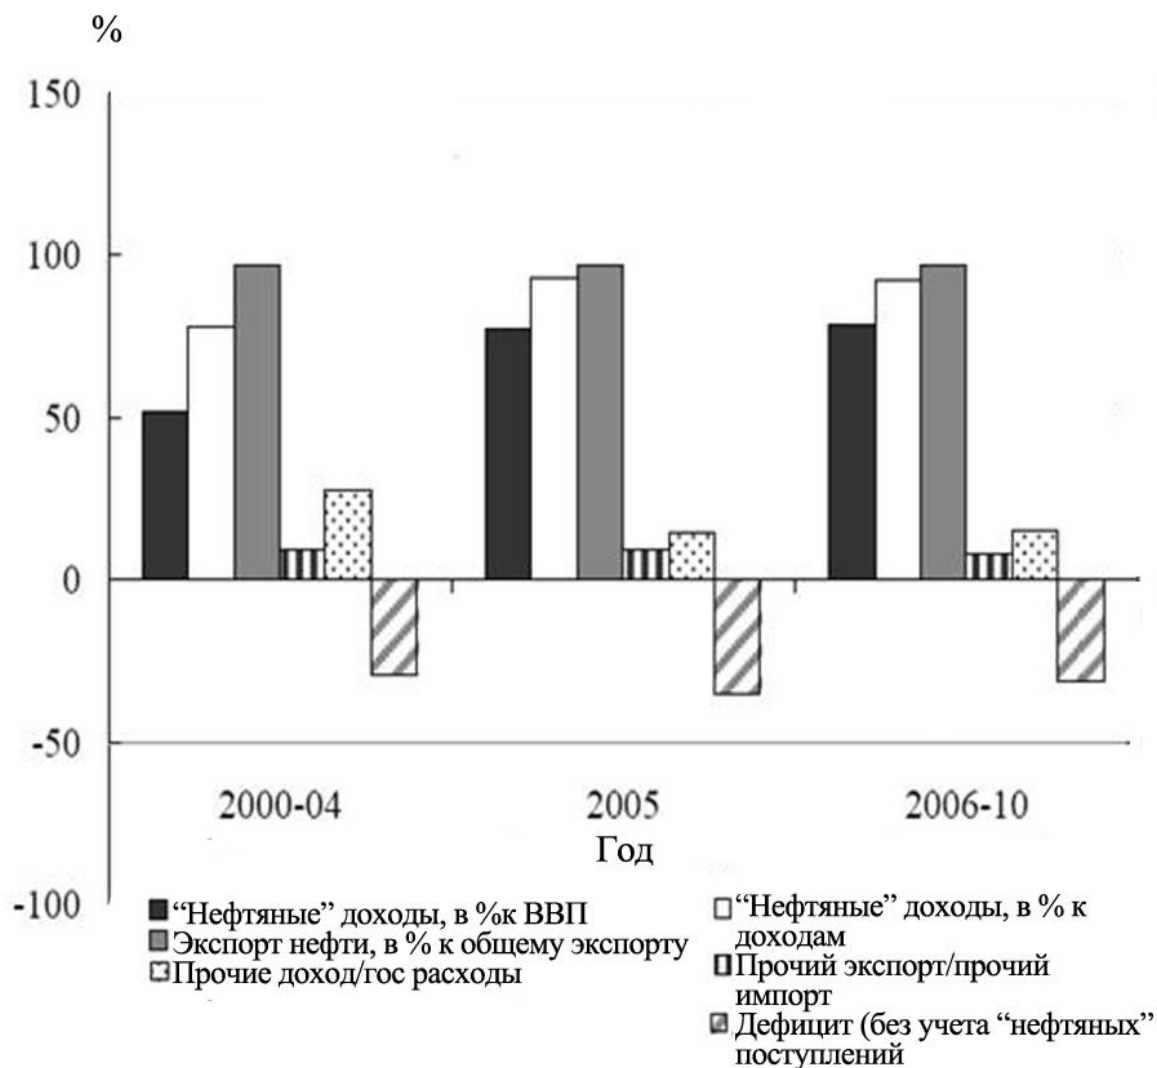 %
150
100
50
0
-50
-100
2000-04
2005
2006-10
Год
“Нефтяные” доходы, в %к ВВП
Экспорт нефти, в % к общему экспорту
Прочие доход/гос расходы
“Нефтяные” доходы, в % к
доходам
Прочий экспорт/прочий
импорт
Дефицит (без учета “нефтяных”
поступлений